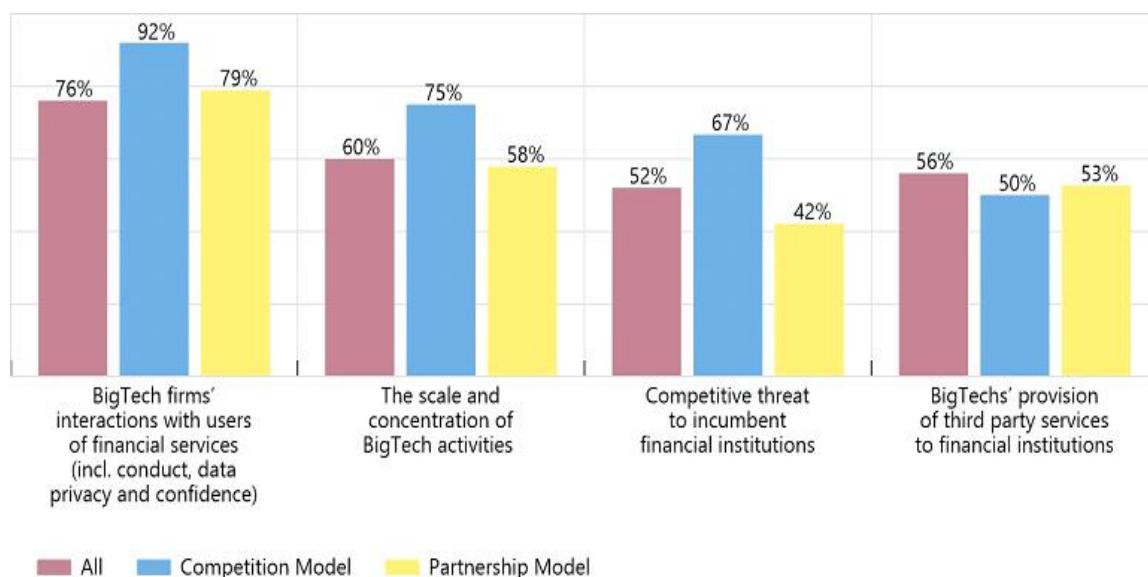 92%
76%
79%
75%
60%
58%
67%
52%
42%
56%
50%
53%
BigTech firms’
interactions with users
of financial services
(incl. conduct, data
privacy and confidence)
The scale and
concentration of
BigTech activities
Competitive threat
to incumbent
financial institutions
BigTechs’ provision
of third party services
to financial institutions
All
Competition Model
Partnership Model